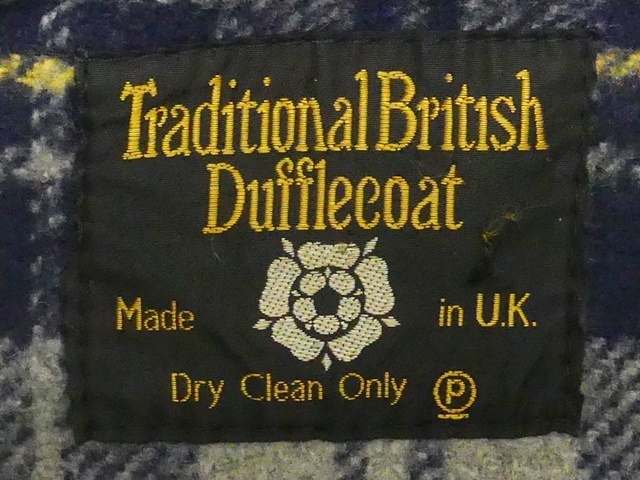 Traditional British
Dufflecoat
Made in U.K.
Dry Clean Only P